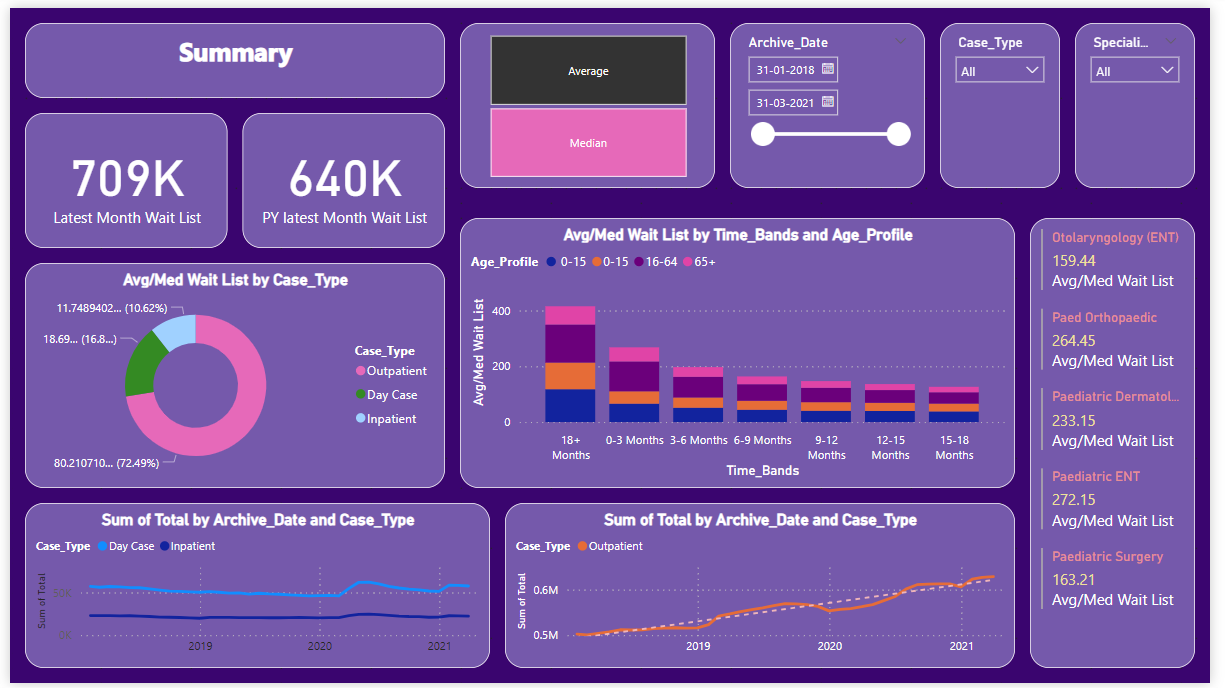 Summary
Average
Median
Archive_Date
31-01-2018
31-03-2021
Case_Type
All
Speciali...
All
709K
Latest Month Wait List
640K
PY latest Month Wait List
Avg/Med Wait List by Case_Type
11.7489402... (10.62%)
18.69... (16.8...)
80.210710... (72.49%)
Case_Type
Outpatient
Day Case
Inpatient
Avg/Med Wait List by Time_Bands and Age_Profile
Age_Profile 0-15 0-15 16-64 65+
Avg/Med Wait List
400
200
0
18+ 0-3 Months 3-6 Months 6-9 Months 9-12 12-15 15-18
Months Months Months Months
Time_Bands
Otolaryngology (ENT)
159.44
Avg/Med Wait List
Paed Orthopaedic
264.45
Avg/Med Wait List
Paediatric Dermatol...
233.15
Avg/Med Wait List
Paediatric ENT
272.15
Avg/Med Wait List
Paediatric Surgery
163.21
Avg/Med Wait List
Sum of Total by Archive_Date and Case_Type
Case_Type Day Case Inpatient
Sum of Total
50K
0K
2019 2020 2021
Sum of Total by Archive_Date and Case_Type
Case_Type Outpatient
Sum of Total
0.6M
0.5M
2019 2020 2021